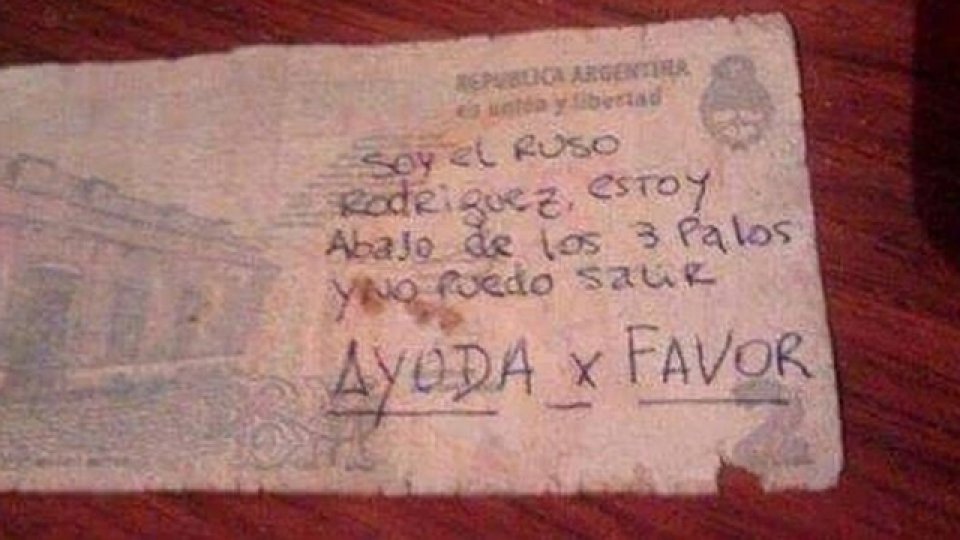 REPUBLICA ARGENTINA
en unión y libertad
Soy el RUSO
Rodriguez, estoy
Abajo de los 3 Palos
y no Puedo salir
AYUDA x FAVOR
2